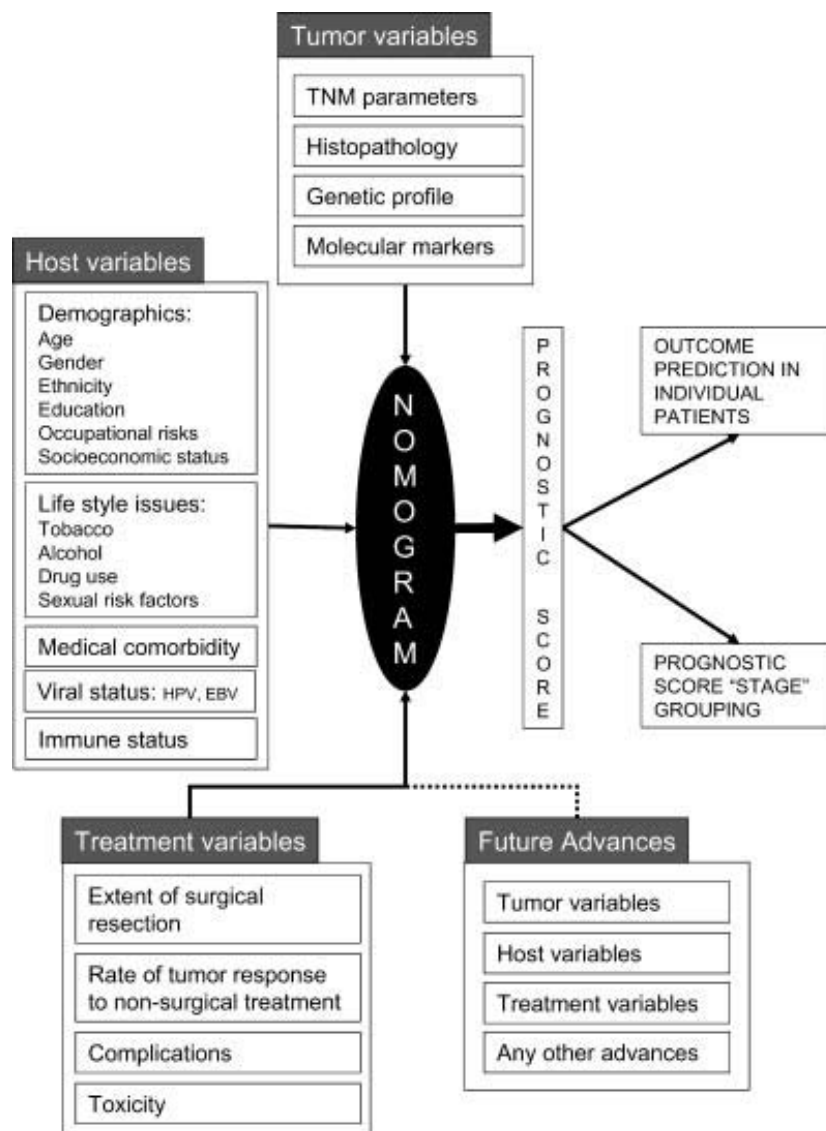 Tumor variables
TNM parameters
Histopathology
Genetic profile
Molecular markers
Host variables
Demographics:
Age
Gender
Ethnicity
Education
Occupational risks
Socioeconomic status
Life style issues:
Tobacco
Alcohol
Drug use
Sexual risk factors
Medical comorbidity
Viral status: HPV, EBV
Immune status
NOMOGRAM
PROGNOSTIC SCORE
OUTCOME
PREDICTION IN
INDIVIDUAL
PATIENTS
PROGNOSTIC
SCORE “STAGE”
GROUPING
Treatment variables
Extent of surgical
resection
Rate of tumor response
to non-surgical treatment
Complications
Toxicity
Future Advances
Tumor variables
Host variables
Treatment variables
Any other advances